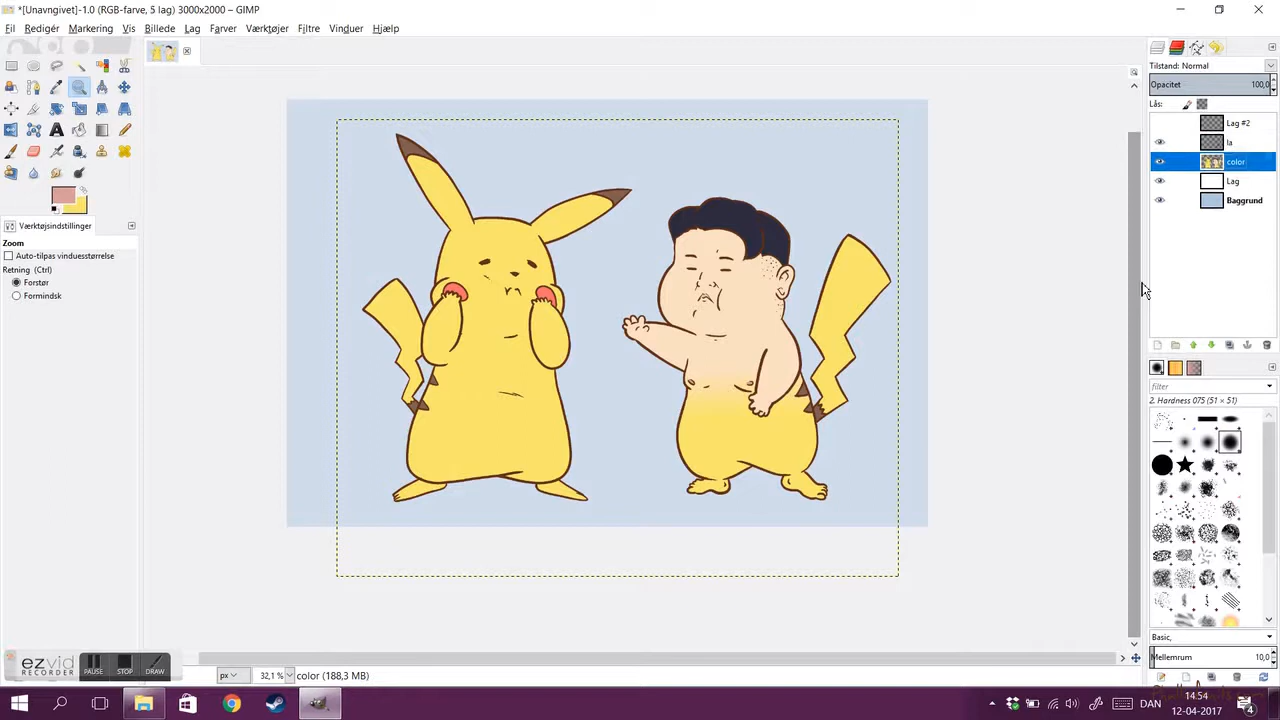 *[Unavngivet]-1.0 (RGB-farve, 5 lag) 3000x2000 – GIMP
Fil Redigér Markering Vis Billede Lag Farver Værktøjer Filtre Vinduer Hjælp
Tilstand: Normal
Opacitet 100,0
Lås:
Lag #2
la
color
Lag
Baggrund
Værktøjsindstillinger
Zoom
Auto-tilpas vinduesstørrelse
Retning (Ctrl)
Forstør
Formindsk
filter
2. Hardness 075 (51 × 51)
Basic,
Mellemrum 10,0
ezvid
RECORDER
PAUSE STOP DRAW
px 32,1 % color (188,3 MB)
DAN
14.54
12-04-2017
4